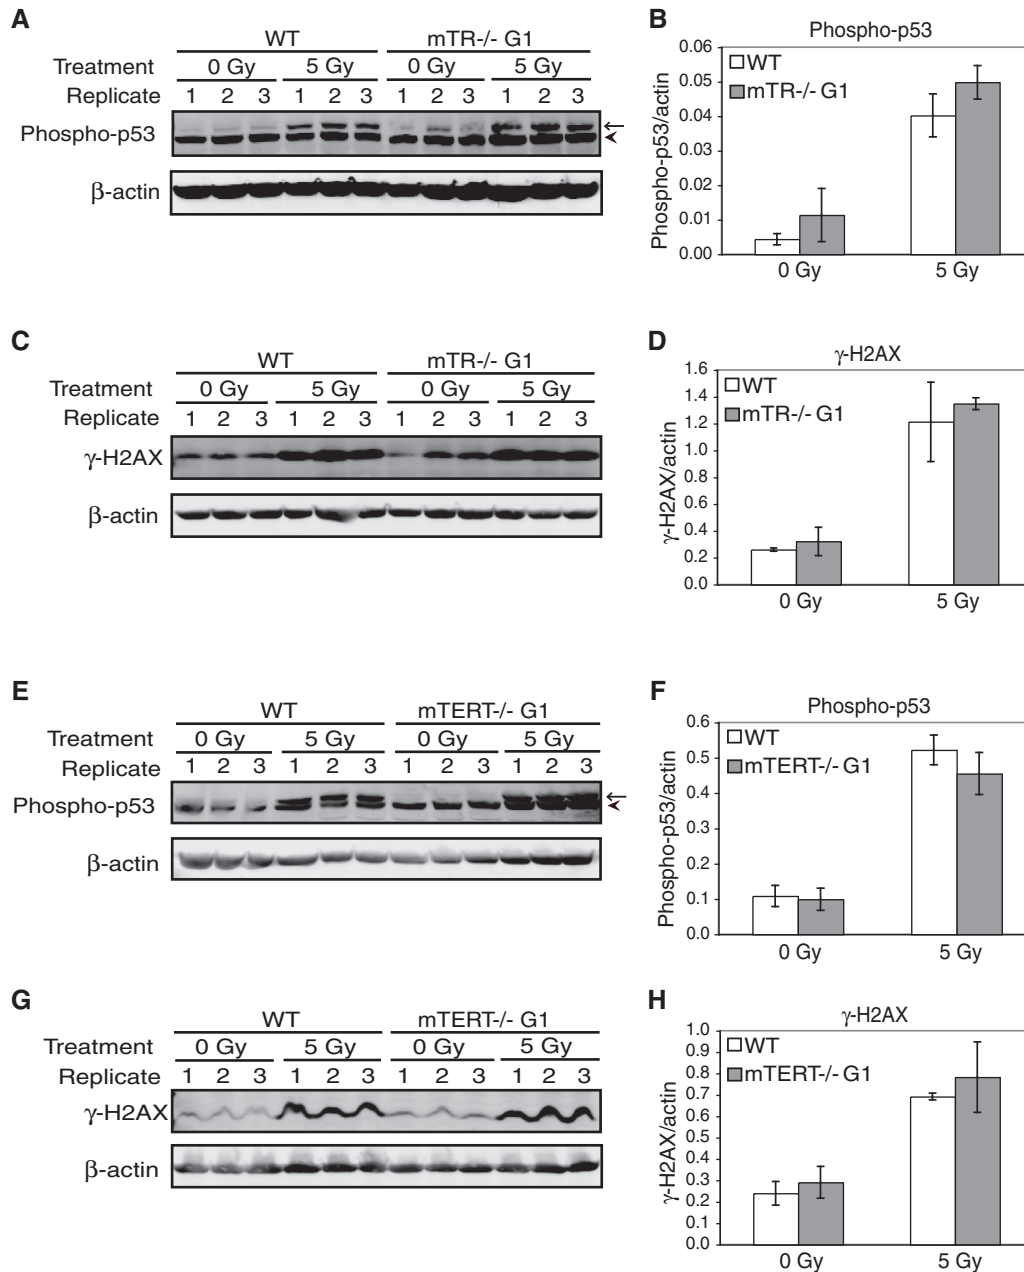 A
WT mTR-/- G1
Treatment 0 Gy 5 Gy 0 Gy 5 Gy
Replicate 1 2 3 1 2 3 1 2 3 1 2 3
Phospho-p53
β-actin
B
Phospho-p53
WT
mTR-/- G1
Phospho-p53/actin
0.06
0.05
0.04
0.03
0.02
0.01
0.00
0 Gy 5 Gy
C
WT mTR-/- G1
Treatment 0 Gy 5 Gy 0 Gy 5 Gy
Replicate 1 2 3 1 2 3 1 2 3 1 2 3
γ-H2AX
β-actin
D
γ-H2AX
WT
mTR-/- G1
γ-H2AX/actin
1.6
1.4
1.2
1.0
0.8
0.6
0.4
0.2
0.0
0 Gy 5 Gy
E
WT mTERT-/- G1
Treatment 0 Gy 5 Gy 0 Gy 5 Gy
Replicate 1 2 3 1 2 3 1 2 3 1 2 3
Phospho-p53
β-actin
F
Phospho-p53
WT
mTERT-/- G1
Phospho-p53/actin
0.6
0.5
0.4
0.3
0.2
0.1
0.0
0 Gy 5 Gy
G
WT mTERT-/- G1
Treatment 0 Gy 5 Gy 0 Gy 5 Gy
Replicate 1 2 3 1 2 3 1 2 3 1 2 3
γ-H2AX
β-actin
H
γ-H2AX
WT
mTERT-/- G1
γ-H2AX/actin
1.0
0.9
0.8
0.7
0.6
0.5
0.4
0.3
0.2
0.1
0.0
0 Gy 5 Gy